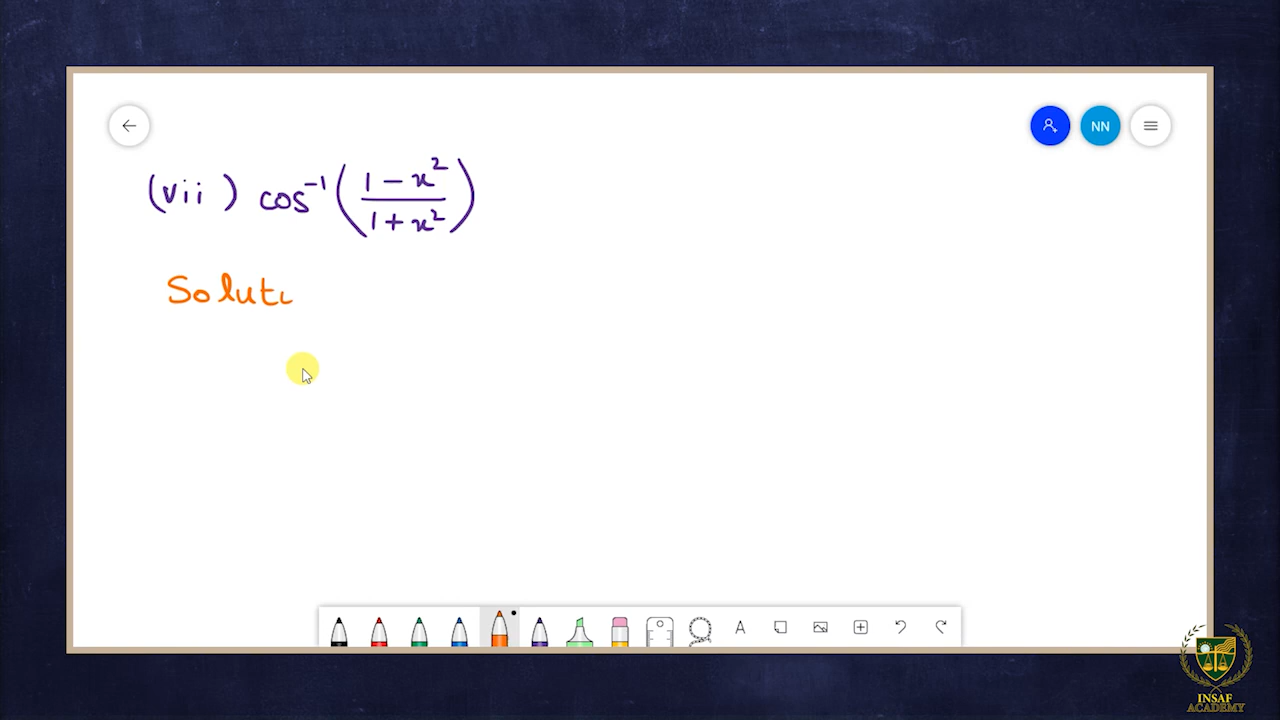 NN
(vii) cos⁻¹((1 - x²)/(1 + x²))
Soluti
A
INSAF
ACADEMY